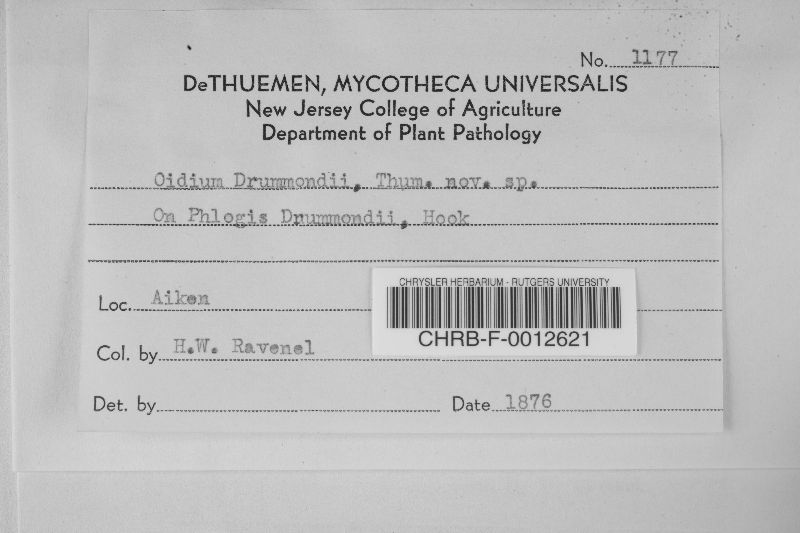 No. 1177
DeTHUEMEN, MYCOTHECA UNIVERSALIS
New Jersey College of Agriculture
Department of Plant Pathology
Oidium Drummondii, Thum. nov. sp.
On Phlogis Drummondii, Hook
Loc. Aiken
CHRYSLER HERBARIUM - RUTGERS UNIVERSITY
CHRB-F-0012621
Col. by H.W. Ravenel
Det. by
Date 1876